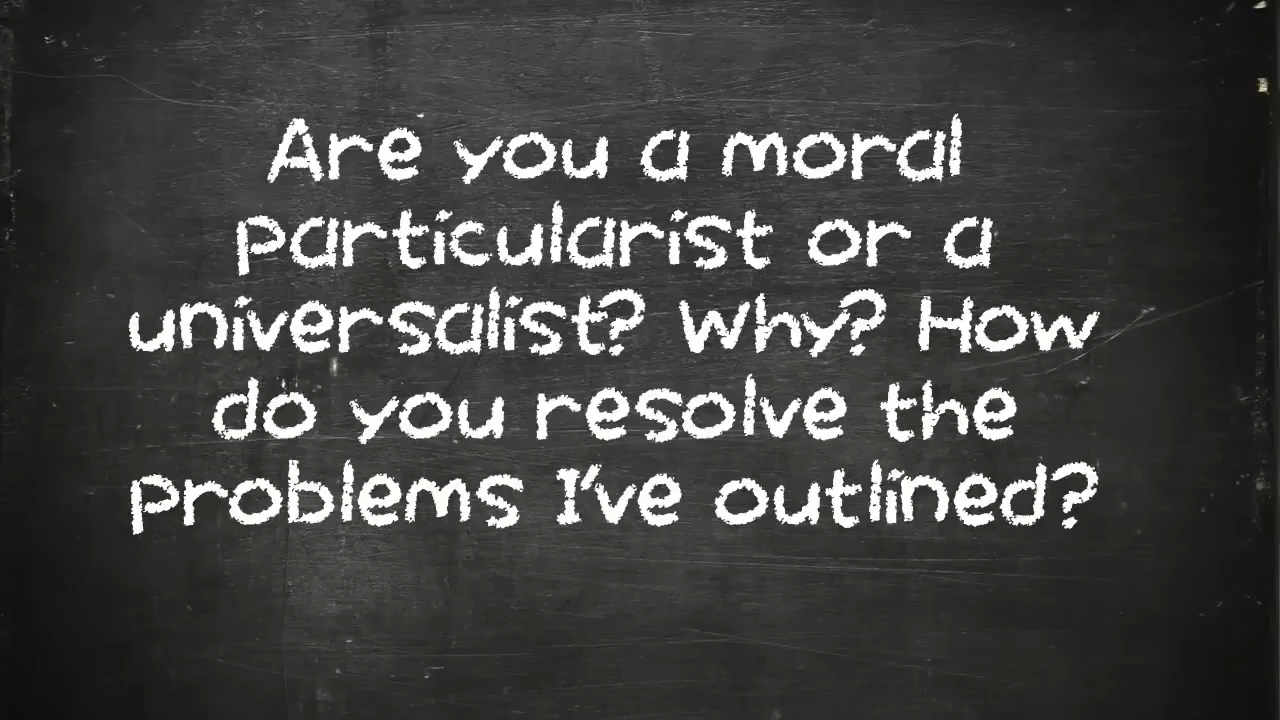 Are you a moral
particularist or a
universalist? Why? How
do you resolve the
problems I've outlined?